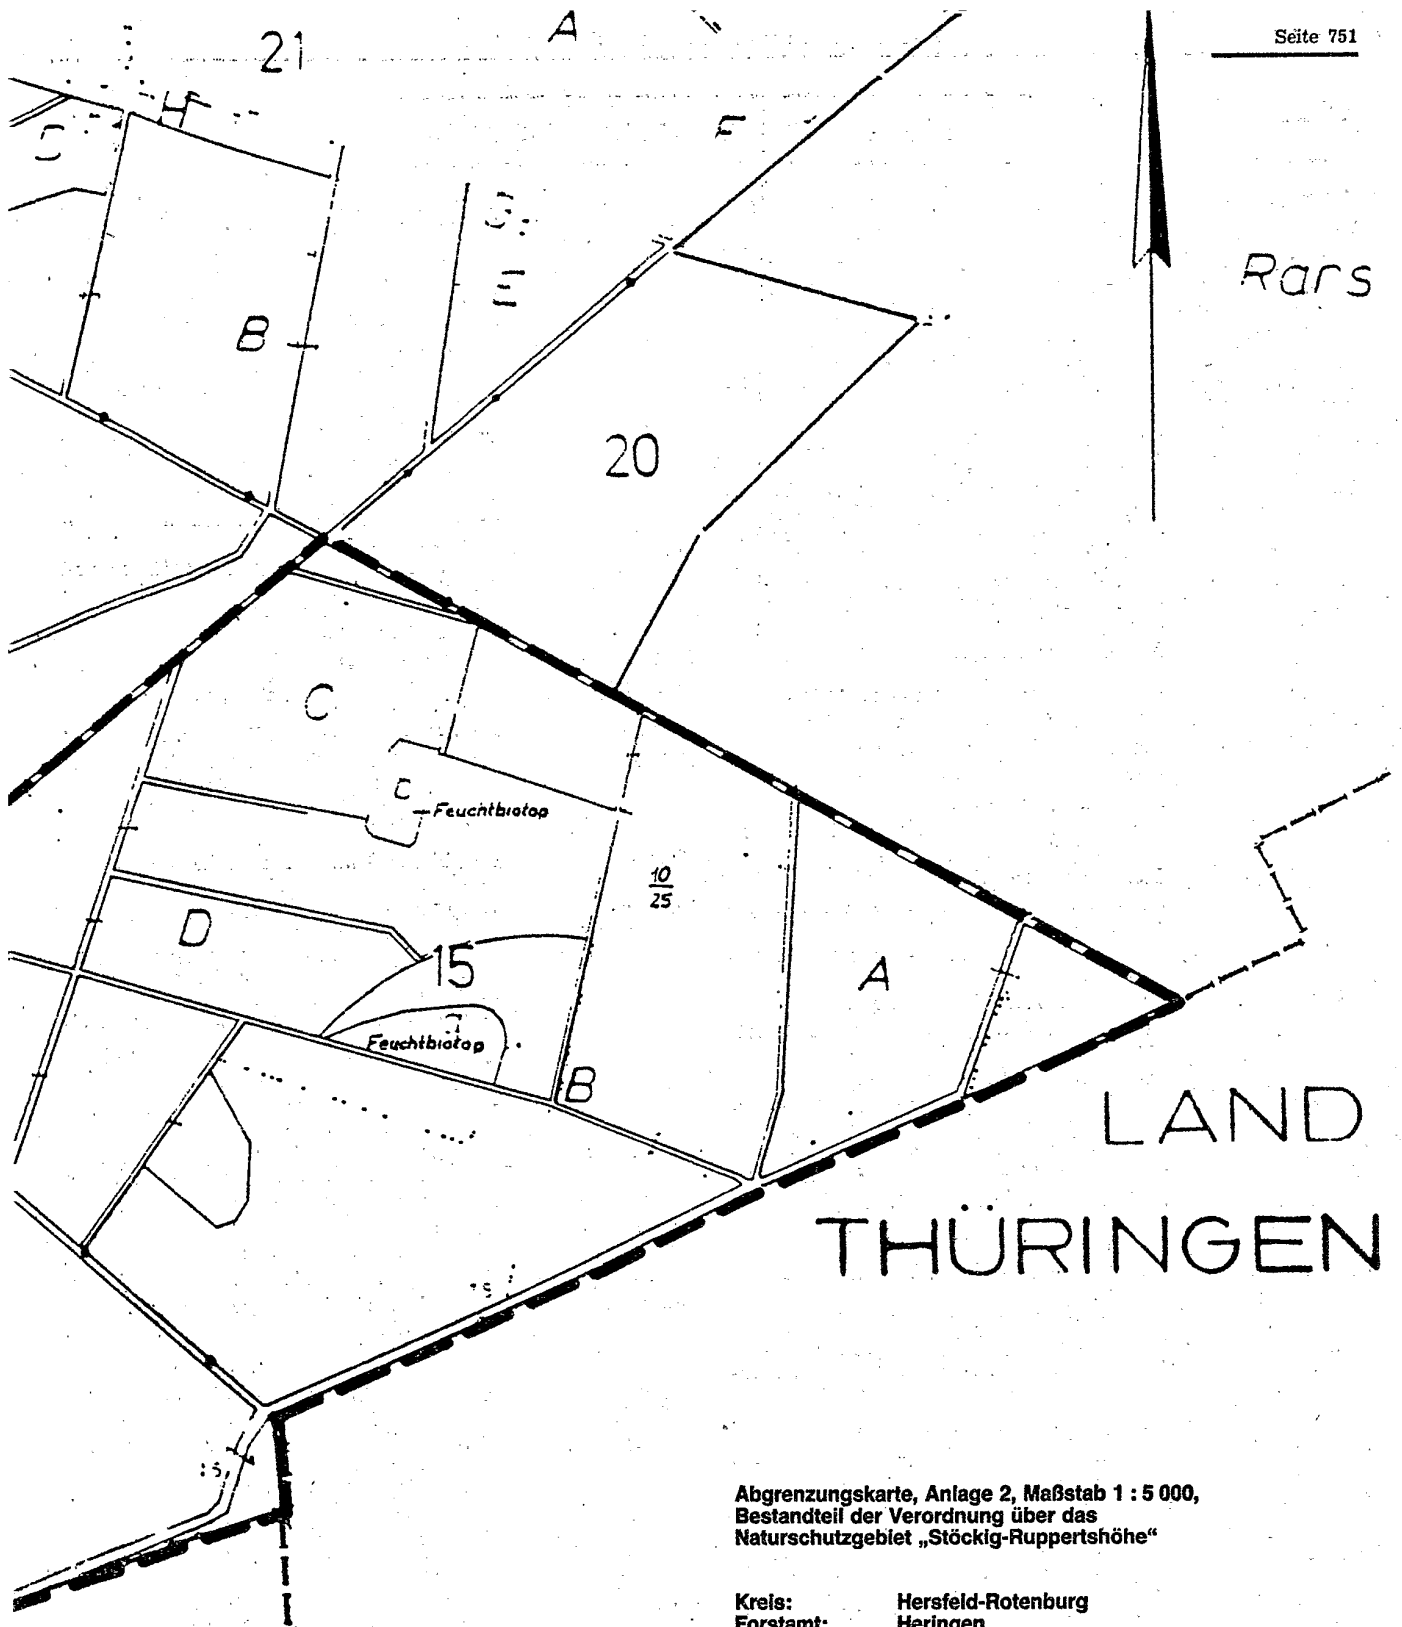 Seite 751
21
A
H
F
Rars
E
B
20
C
C
Feuchtbiotop
10
25
D
15
A
Feuchtbiotop
B
LAND
THÜRINGEN
Abgrenzungskarte, Anlage 2, Maßstab 1 : 5 000,
Bestandteil der Verordnung über das
Naturschutzgebiet „Stöckig-Ruppertshöhe“
Kreis: Hersfeld-Rotenburg
Forstamt: Heringen